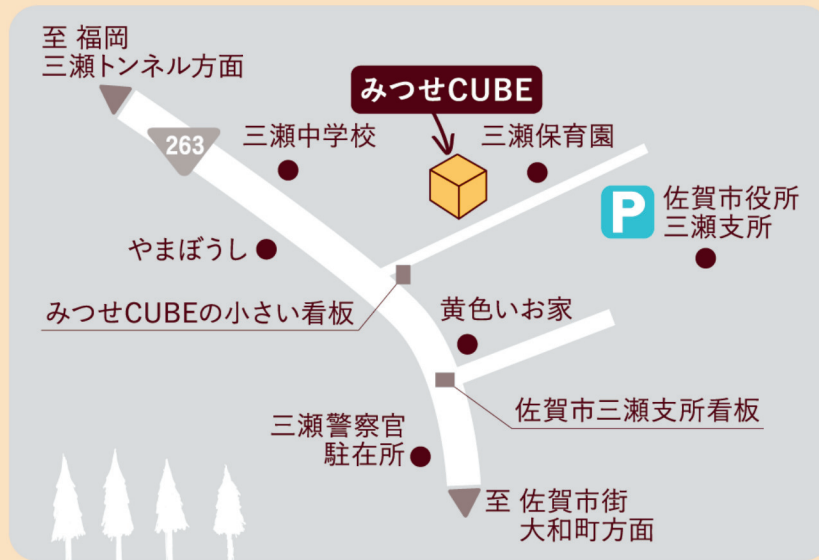 至 福岡
三瀬トンネル方面
みつせCUBE
263
三瀬中学校
三瀬保育園
P
佐賀市役所
三瀬支所
やまぼうし
みつせCUBEの小さい看板
黄色いお家
佐賀市三瀬支所看板
三瀬警察官
駐在所
至 佐賀市街
大和町方面